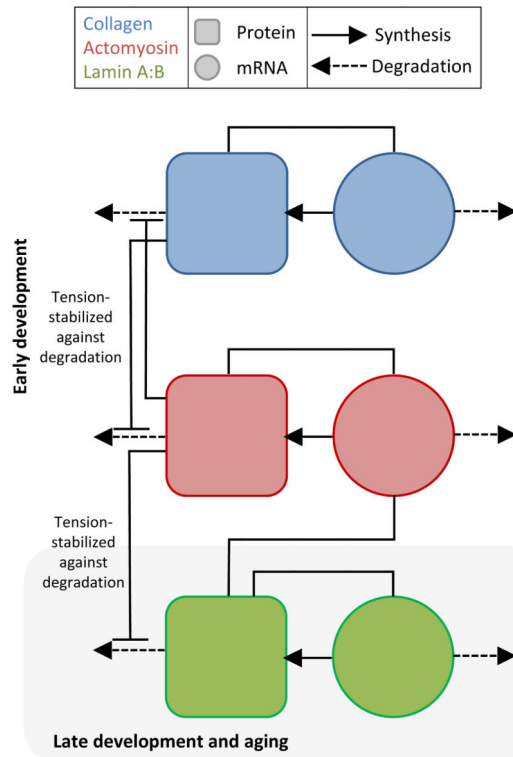 Collagen
Actomyosin
Lamin A:B
Protein
mRNA
Synthesis
Degradation
Early development
Tension-
stabilized
against
degradation
Tension-
stabilized
against
degradation
Late development and aging